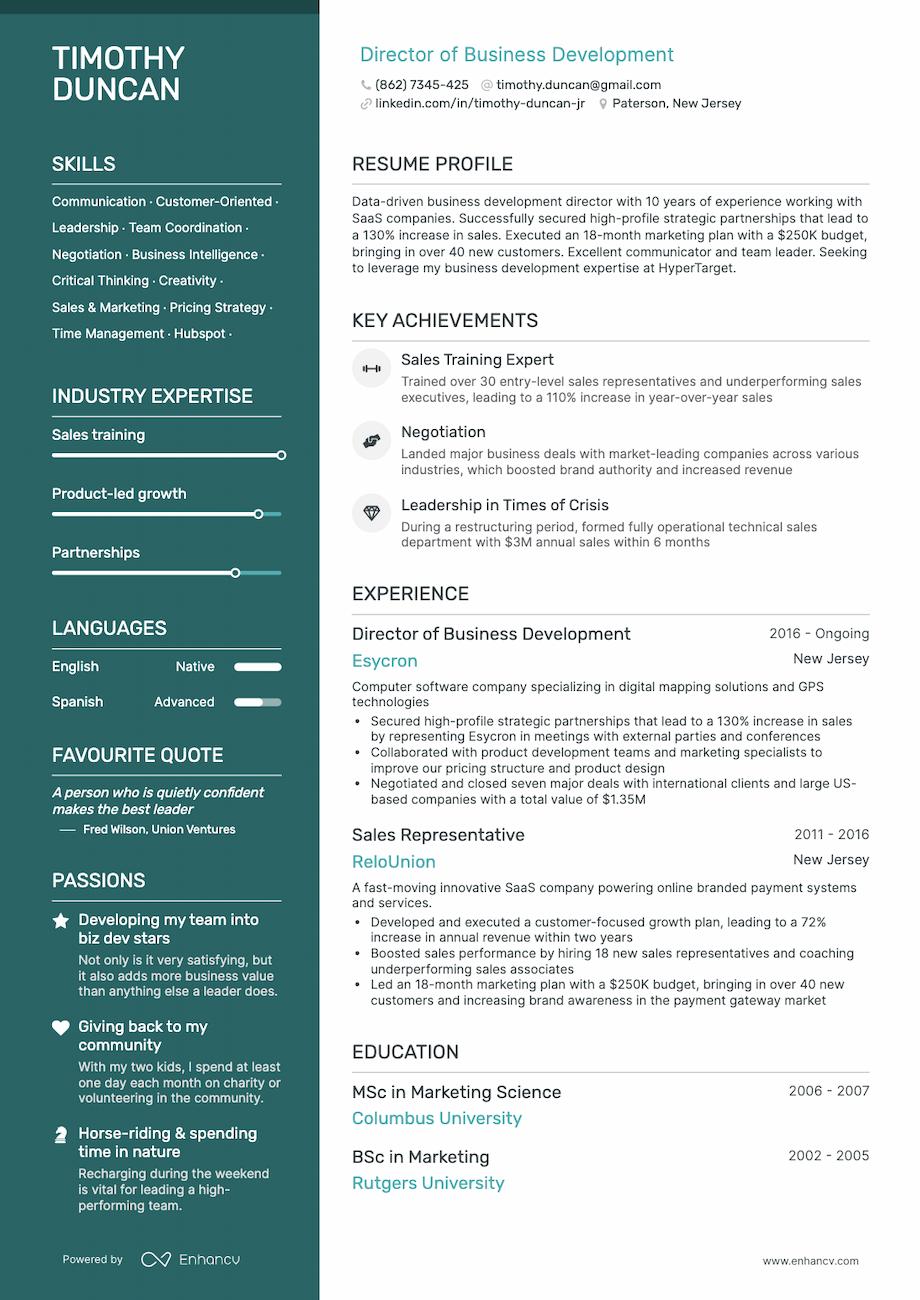 TIMOTHY
DUNCAN
SKILLS
Communication · Customer-Oriented ·
Leadership · Team Coordination ·
Negotiation · Business Intelligence ·
Critical Thinking · Creativity ·
Sales & Marketing · Pricing Strategy ·
Time Management · Hubspot ·
INDUSTRY EXPERTISE
Sales training
Product-led growth
Partnerships
LANGUAGES
English Native
Spanish Advanced
FAVOURITE QUOTE
A person who is quietly confident
makes the best leader
— Fred Wilson, Union Ventures
PASSIONS
Developing my team into
biz dev stars
Not only is it very satisfying, but
it also adds more business value
than anything else a leader does.
Giving back to my
community
With my two kids, I spend at least
one day each month on charity or
volunteering in the community.
Horse-riding & spending
time in nature
Recharging during the weekend
is vital for leading a high-
performing team.
Powered by Enhancv
Director of Business Development
(862) 7345-425 @ timothy.duncan@gmail.com
linkedin.com/in/timothy-duncan-jr Paterson, New Jersey
RESUME PROFILE
Data-driven business development director with 10 years of experience working with
SaaS companies. Successfully secured high-profile strategic partnerships that lead to
a 130% increase in sales. Executed an 18-month marketing plan with a $250K budget,
bringing in over 40 new customers. Excellent communicator and team leader. Seeking
to leverage my business development expertise at HyperTarget.
KEY ACHIEVEMENTS
Sales Training Expert
Trained over 30 entry-level sales representatives and underperforming sales
executives, leading to a 110% increase in year-over-year sales
Negotiation
Landed major business deals with market-leading companies across various
industries, which boosted brand authority and increased revenue
Leadership in Times of Crisis
During a restructuring period, formed fully operational technical sales
department with $3M annual sales within 6 months
EXPERIENCE
Director of Business Development 2016 - Ongoing
Esycron New Jersey
Computer software company specializing in digital mapping solutions and GPS
technologies
• Secured high-profile strategic partnerships that lead to a 130% increase in sales
by representing Esycron in meetings with external parties and conferences
• Collaborated with product development teams and marketing specialists to
improve our pricing structure and product design
• Negotiated and closed seven major deals with international clients and large US-
based companies with a total value of $1.35M
Sales Representative 2011 - 2016
ReloUnion New Jersey
A fast-moving innovative SaaS company powering online branded payment systems
and services.
• Developed and executed a customer-focused growth plan, leading to a 72%
increase in annual revenue within two years
• Boosted sales performance by hiring 18 new sales representatives and coaching
underperforming sales associates
• Led an 18-month marketing plan with a $250K budget, bringing in over 40 new
customers and increasing brand awareness in the payment gateway market
EDUCATION
MSc in Marketing Science 2006 - 2007
Columbus University
BSc in Marketing 2002 - 2005
Rutgers University
www.enhancv.com